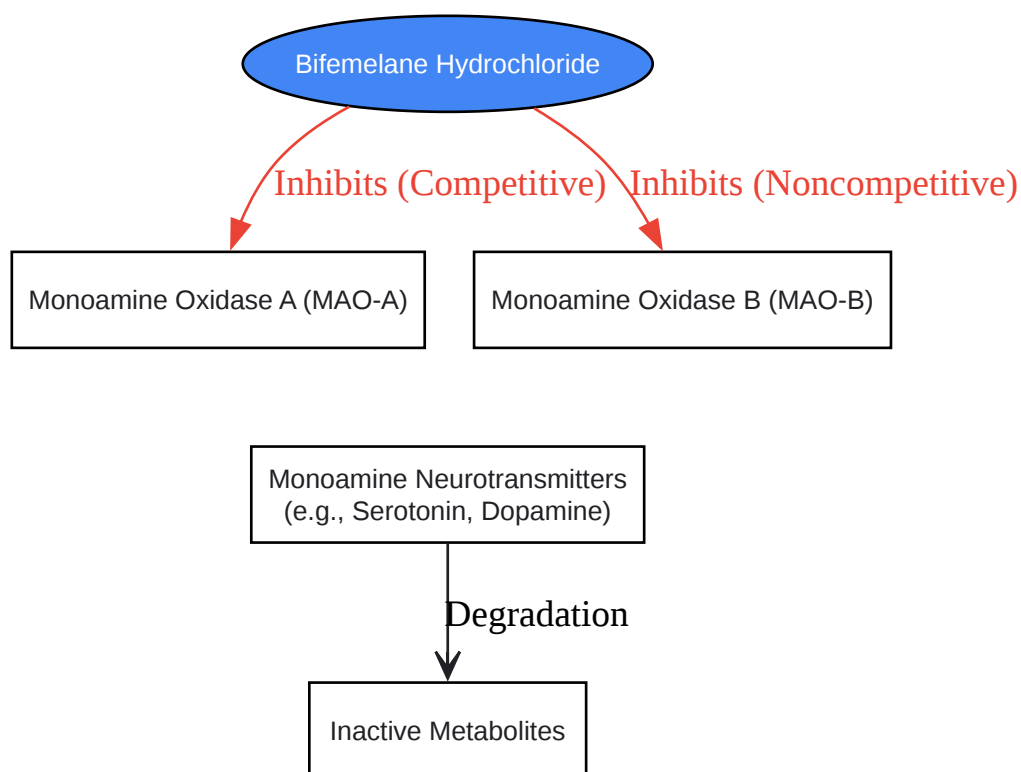 Bifemelane Hydrochloride
Inhibits (Competitive)
Inhibits (Noncompetitive)
Monoamine Oxidase A (MAO-A)
Monoamine Oxidase B (MAO-B)
Monoamine Neurotransmitters
(e.g., Serotonin, Dopamine)
Degradation
Inactive Metabolites